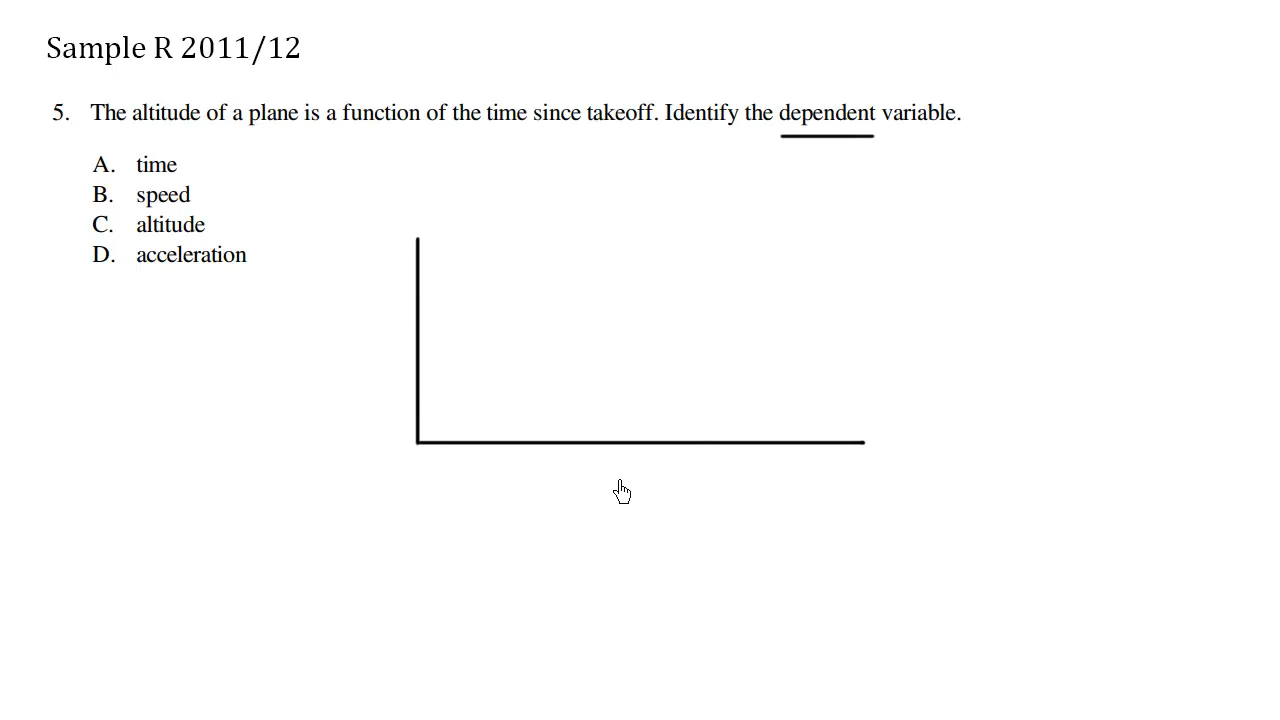 Sample R 2011/12
5. The altitude of a plane is a function of the time since takeoff. Identify the dependent variable.
A. time
B. speed
C. altitude
D. acceleration